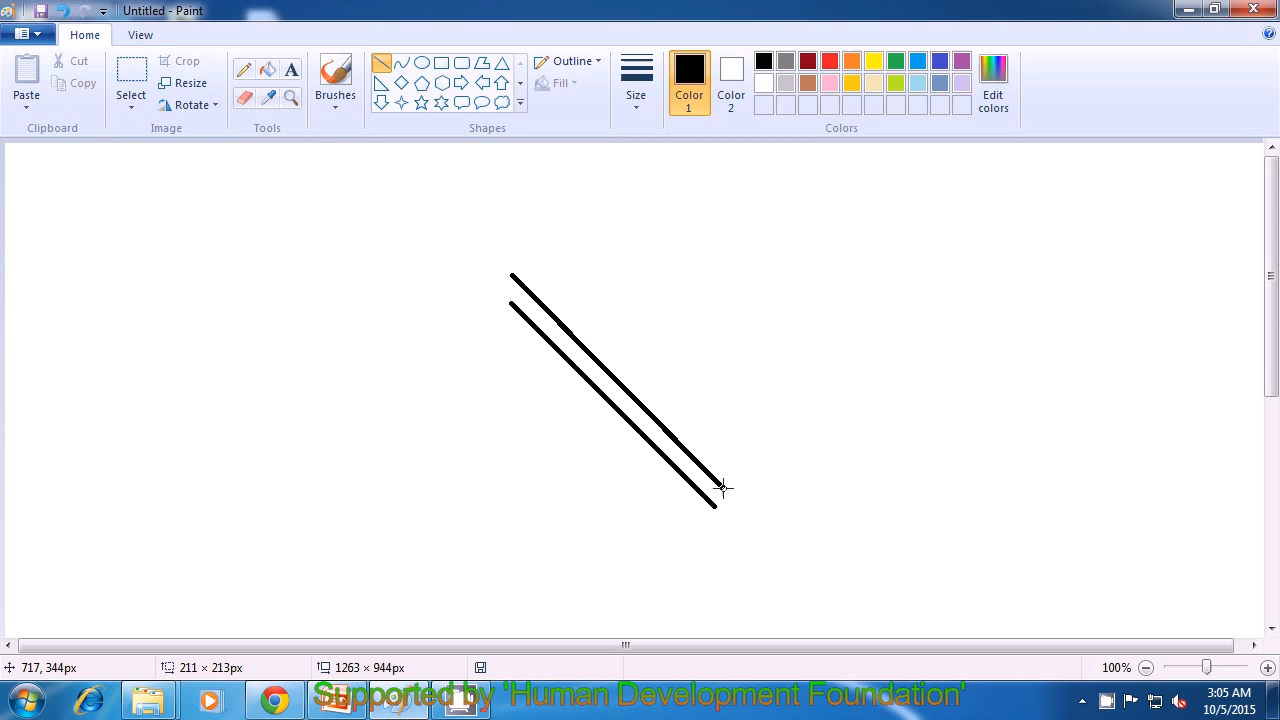 Untitled - Paint
Home View
Paste Cut Copy Clipboard
Select Crop Resize Rotate Image
A Tools
Brushes
Outline Fill Shapes
Size
Color 1 Color 2 Edit colors Colors
717, 344px 211 × 213px 1263 × 944px 100%
Supported by 'Human Development Foundation'
3:05 AM
10/5/2015